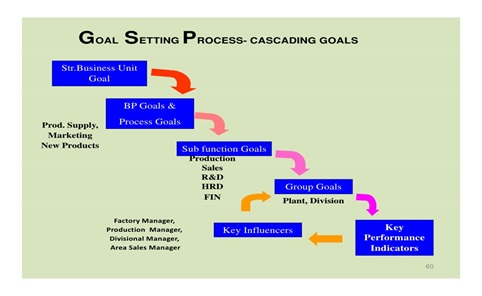 GOAL SETTING PROCESS- CASCADING GOALS
Str.Business Unit
Goal
BP Goals &
Process Goals
Prod. Supply,
Marketing
New Products
Sub function Goals
Production
Sales
R&D
HRD
FIN
Group Goals
Plant, Division
Factory Manager,
Production Manager,
Divisional Manager,
Area Sales Manager
Key Influencers
Key
Performance
Indicators
60